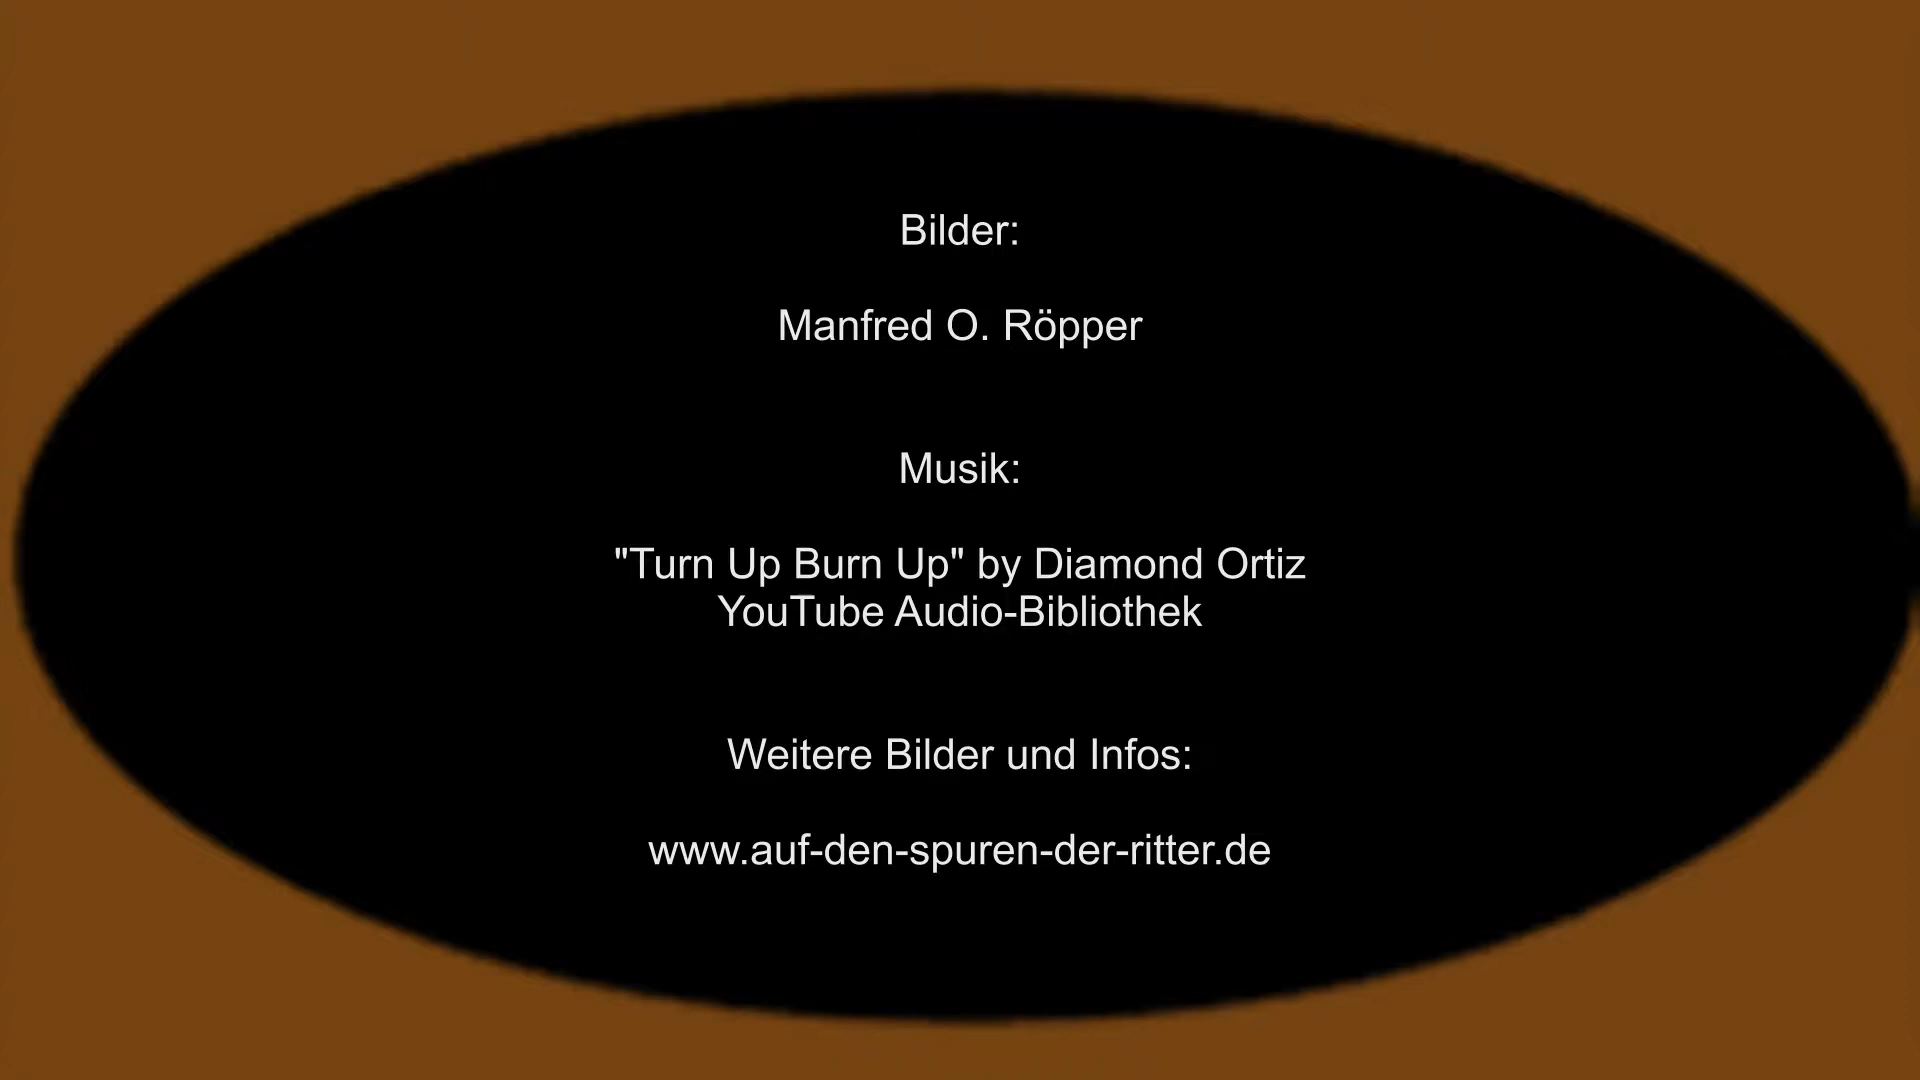 Bilder:
Manfred O. Röpper
Musik:
"Turn Up Burn Up" by Diamond Ortiz
YouTube Audio-Bibliothek
Weitere Bilder und Infos:
www.auf-den-spuren-der-ritter.de